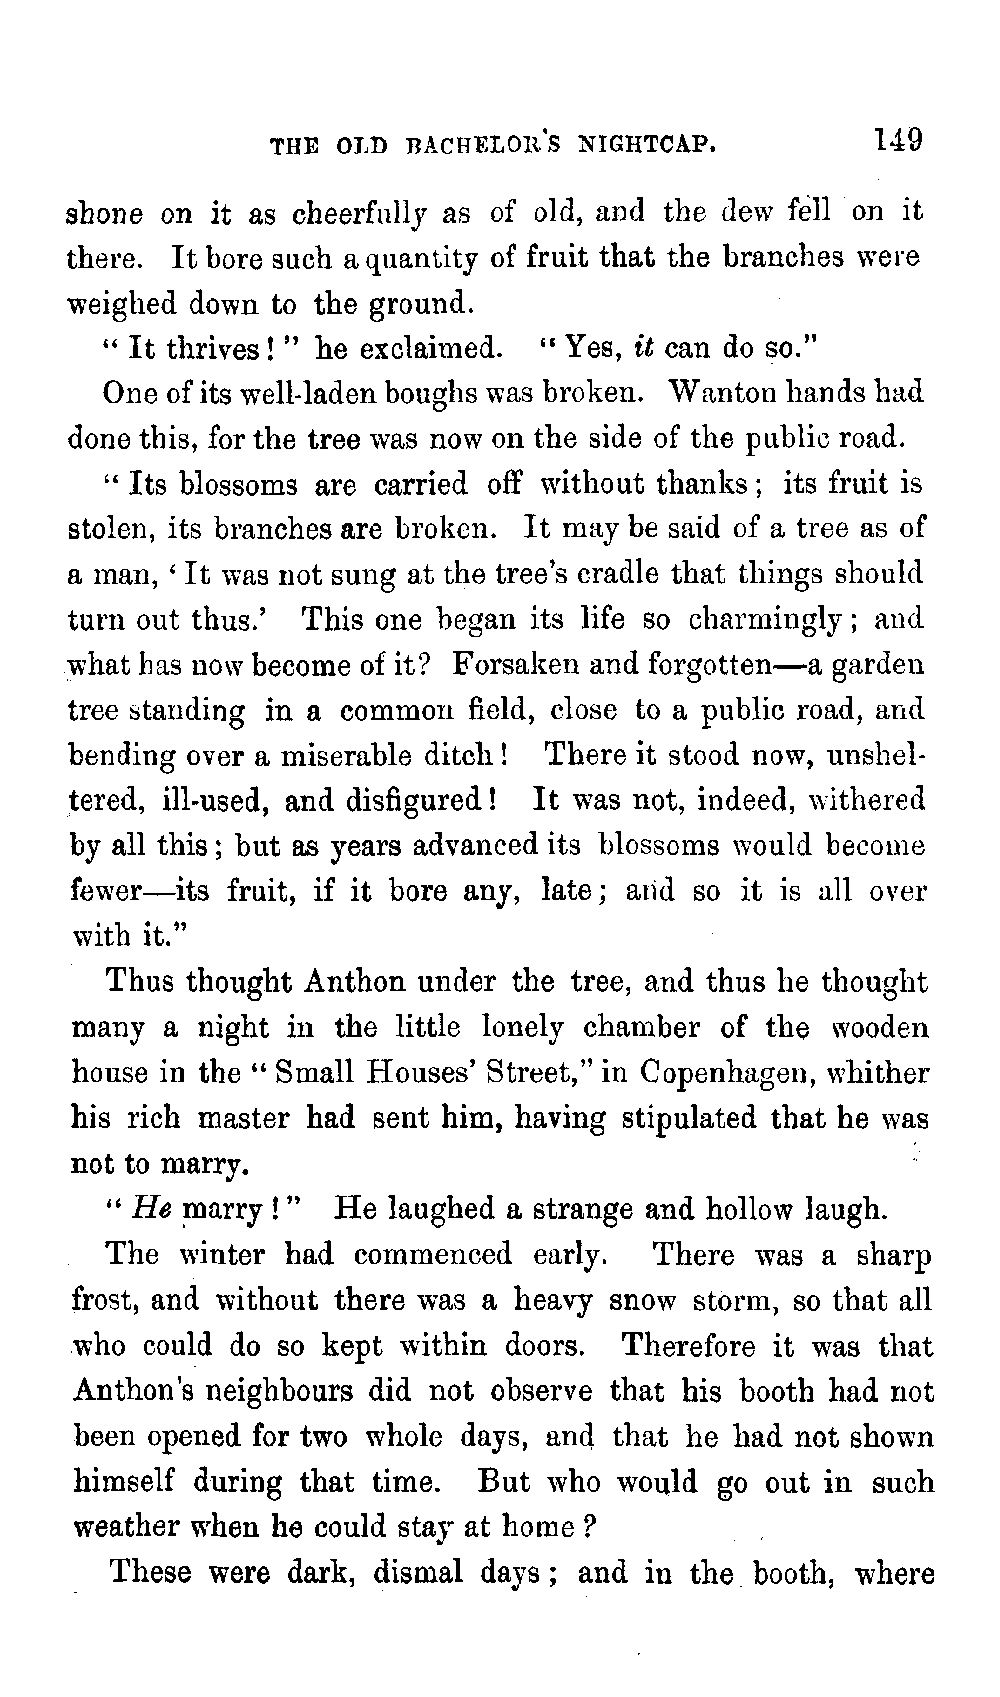 THE OLD BACHELOR'S NIGHTCAP. 149
shone on it as cheerfully as of old, and the dew fell on it
there. It bore such a quantity of fruit that the branches were
weighed down to the ground.
“ It thrives! ” he exclaimed. “ Yes, it can do so.”
One of its well-laden boughs was broken. Wanton hands had
done this, for the tree was now on the side of the public road.
“ Its blossoms are carried off without thanks; its fruit is
stolen, its branches are broken. It may be said of a tree as of
a man, ‘ It was not sung at the tree’s cradle that things should
turn out thus.’ This one began its life so charmingly; and
what has now become of it? Forsaken and forgotten—a garden
tree standing in a common field, close to a public road, and
bending over a miserable ditch! There it stood now, unshel-
tered, ill-used, and disfigured! It was not, indeed, withered
by all this; but as years advanced its blossoms would become
fewer—its fruit, if it bore any, late; and so it is all over
with it.”
Thus thought Anthon under the tree, and thus he thought
many a night in the little lonely chamber of the wooden
house in the “ Small Houses’ Street,” in Copenhagen, whither
his rich master had sent him, having stipulated that he was
not to marry.
“ He marry! ” He laughed a strange and hollow laugh.
The winter had commenced early. There was a sharp
frost, and without there was a heavy snow storm, so that all
who could do so kept within doors. Therefore it was that
Anthon's neighbours did not observe that his booth had not
been opened for two whole days, and that he had not shown
himself during that time. But who would go out in such
weather when he could stay at home?
These were dark, dismal days; and in the booth, where